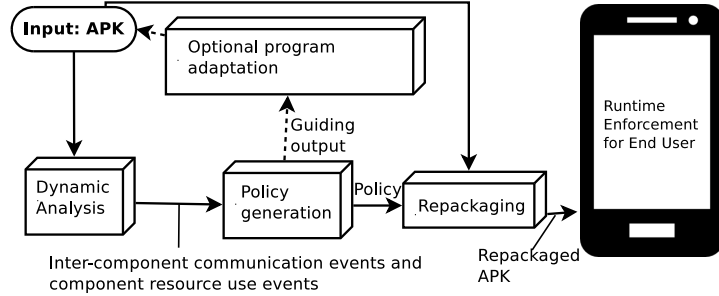 Input: APK
Optional program
adaptation
Guiding
output
Dynamic
Analysis
Policy
generation
Policy
Repackaging
Runtime
Enforcement
for End User
Repackaged
APK
Inter-component communication events and
component resource use events